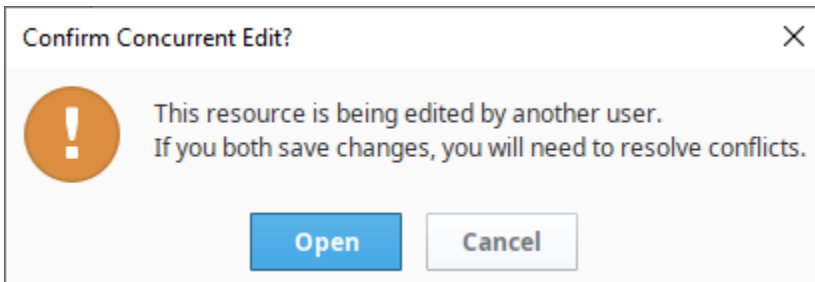 Confirm Concurrent Edit?
This resource is being edited by another user.
If you both save changes, you will need to resolve conflicts.
Open
Cancel